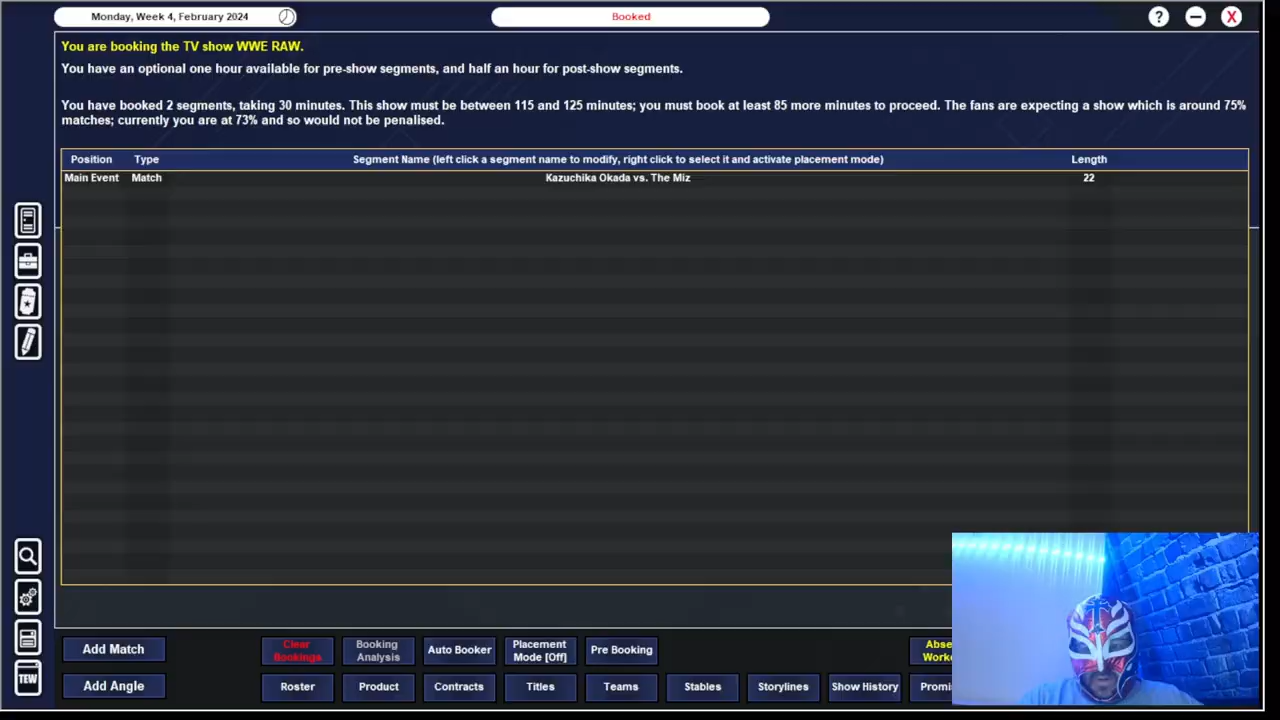 Monday, Week 4, February 2024
Booked
?
X
You are booking the TV show WWE RAW.
You have an optional one hour available for pre-show segments, and half an hour for post-show segments.
You have booked 2 segments, taking 30 minutes. This show must be between 115 and 125 minutes; you must book at least 85 more minutes to proceed. The fans are expecting a show which is around 75%
matches; currently you are at 73% and so would not be penalised.
Position Type Segment Name (left click a segment name to modify, right click to select it and activate placement mode) Length
Main Event Match Kazuchika Okada vs. The Miz 22
TEW
Add Match
Clear Bookings
Booking Analysis
Auto Booker
Placement Mode [Off]
Pre Booking
Add Angle
Roster
Product
Contracts
Titles
Teams
Stables
Storylines
Show History